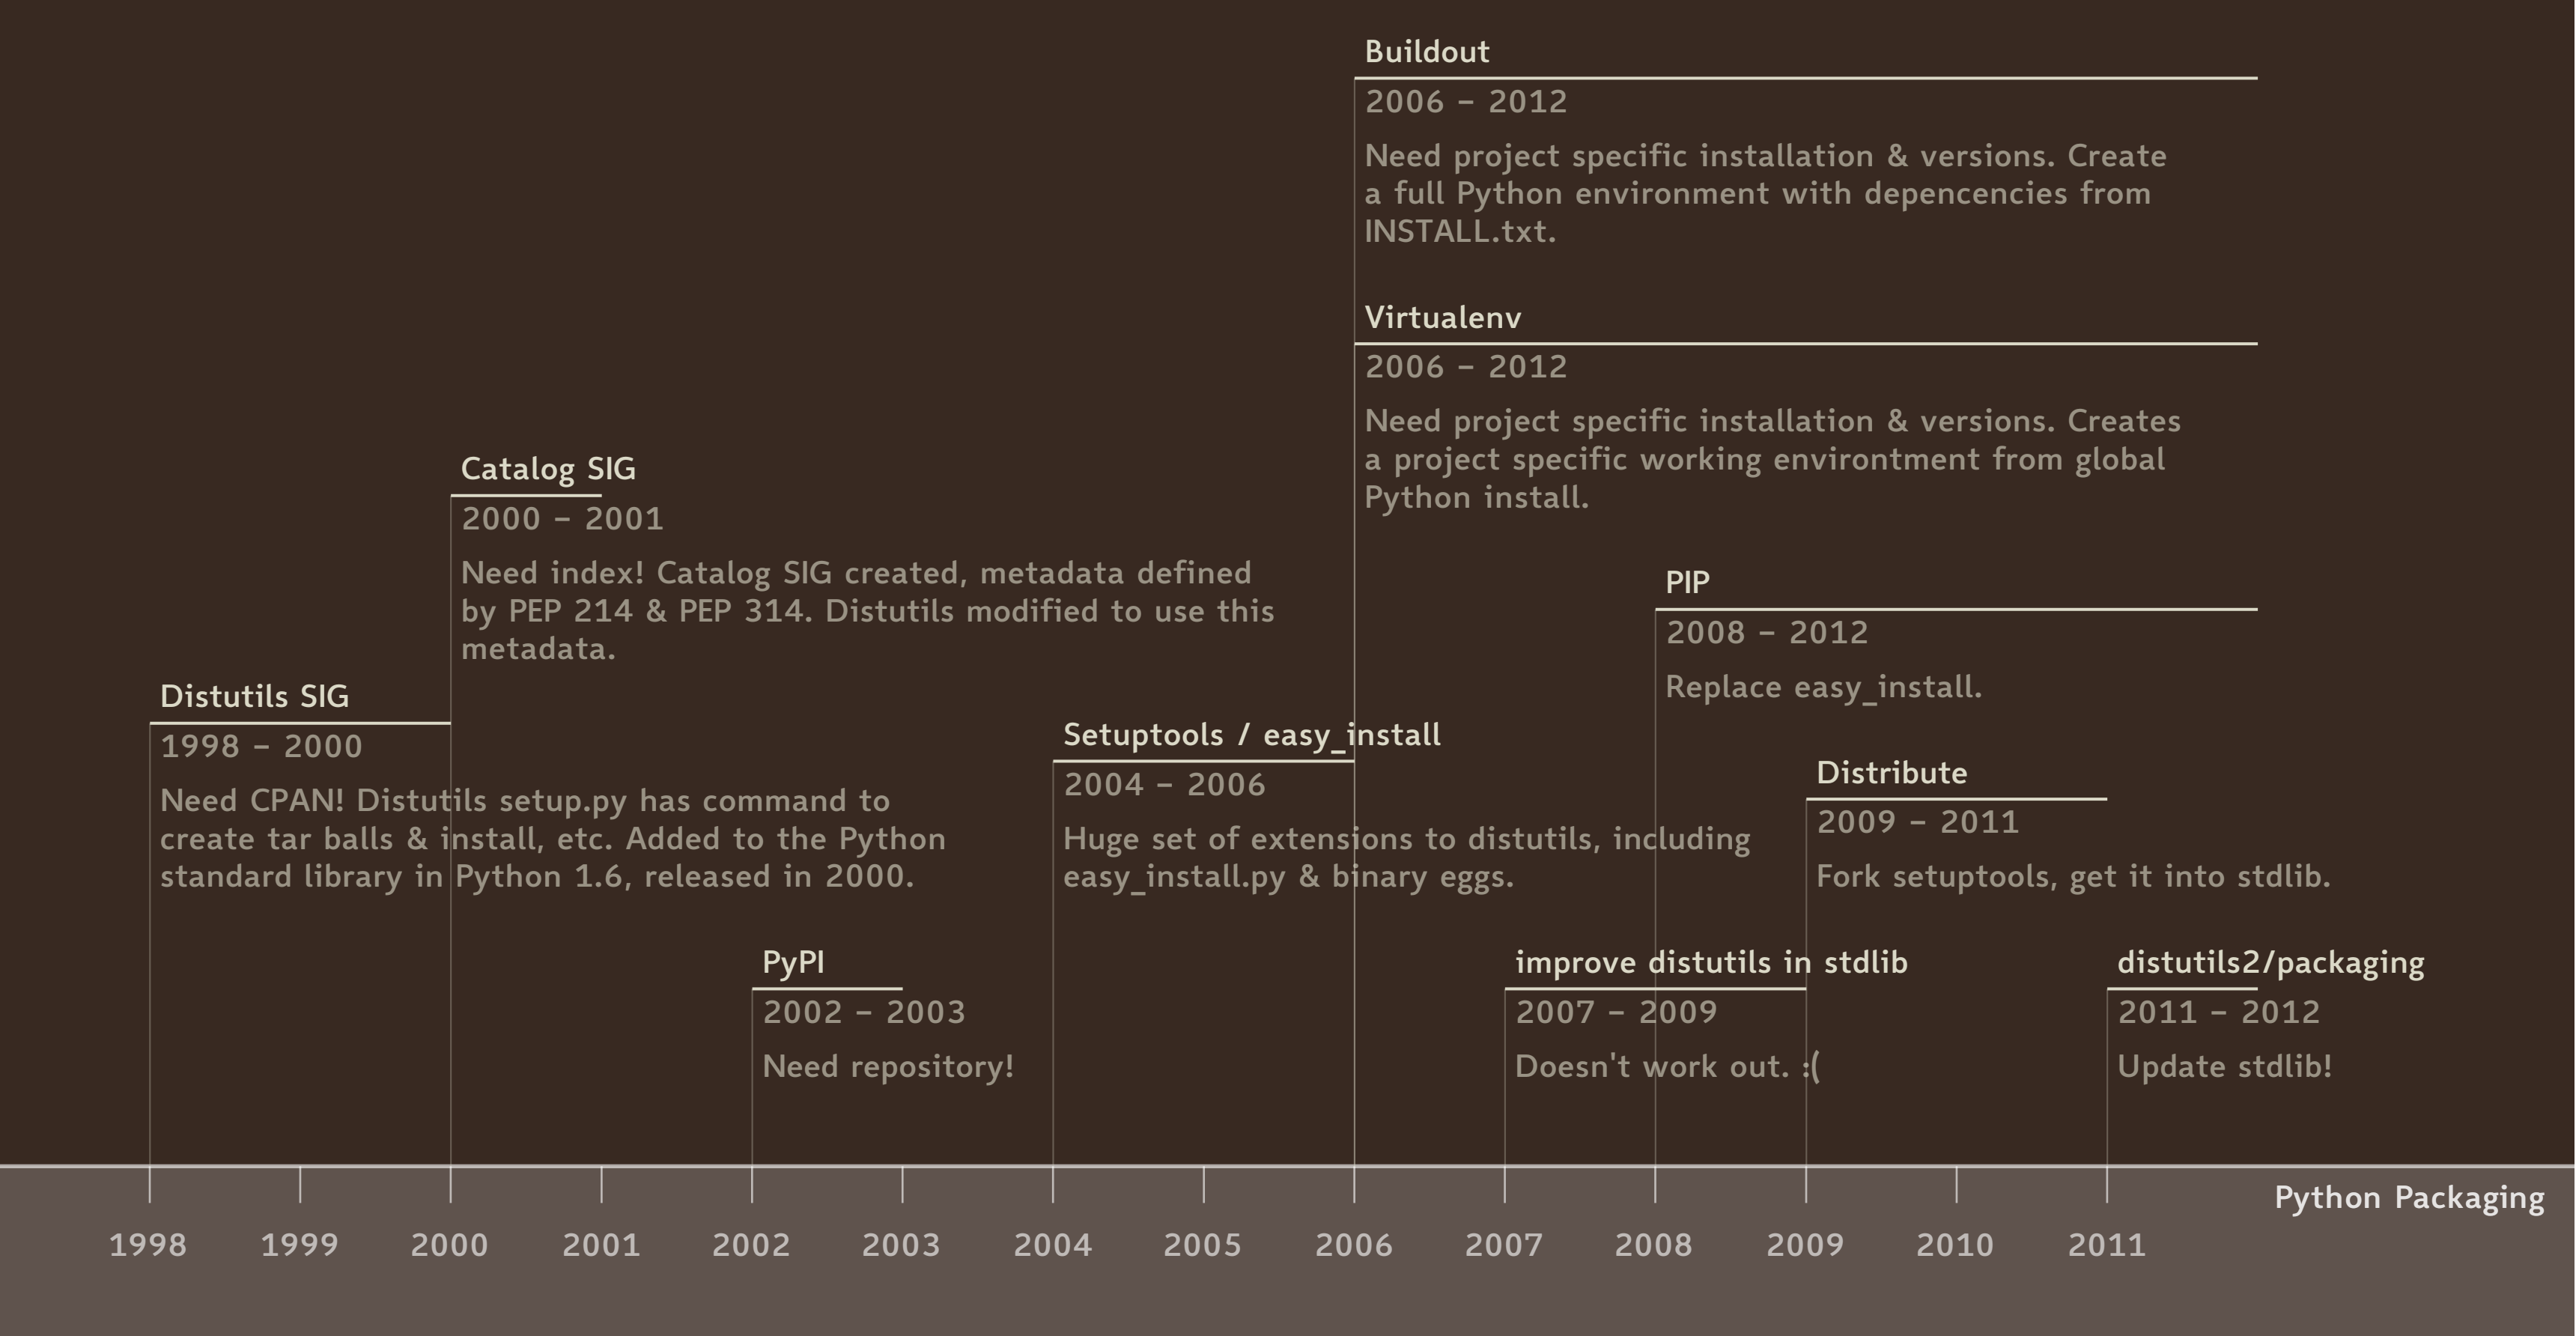 Buildout
2006 – 2012
Need project specific installation & versions. Create
a full Python environment with depencencies from
INSTALL.txt.
Virtualenv
2006 – 2012
Need project specific installation & versions. Creates
a project specific working environtment from global
Python install.
Catalog SIG
2000 – 2001
Need index! Catalog SIG created, metadata defined
by PEP 214 & PEP 314. Distutils modified to use this
metadata.
PIP
2008 – 2012
Replace easy_install.
Distutils SIG
1998 – 2000
Need CPAN! Distutils setup.py has command to
create tar balls & install, etc. Added to the Python
standard library in Python 1.6, released in 2000.
Setuptools / easy_install
2004 – 2006
Huge set of extensions to distutils, including
easy_install.py & binary eggs.
Distribute
2009 – 2011
Fork setuptools, get it into stdlib.
PyPI
2002 – 2003
Need repository!
improve distutils in stdlib
2007 – 2009
Doesn't work out. :(
distutils2/packaging
2011 – 2012
Update stdlib!
Python Packaging
1998 1999 2000 2001 2002 2003 2004 2005 2006 2007 2008 2009 2010 2011